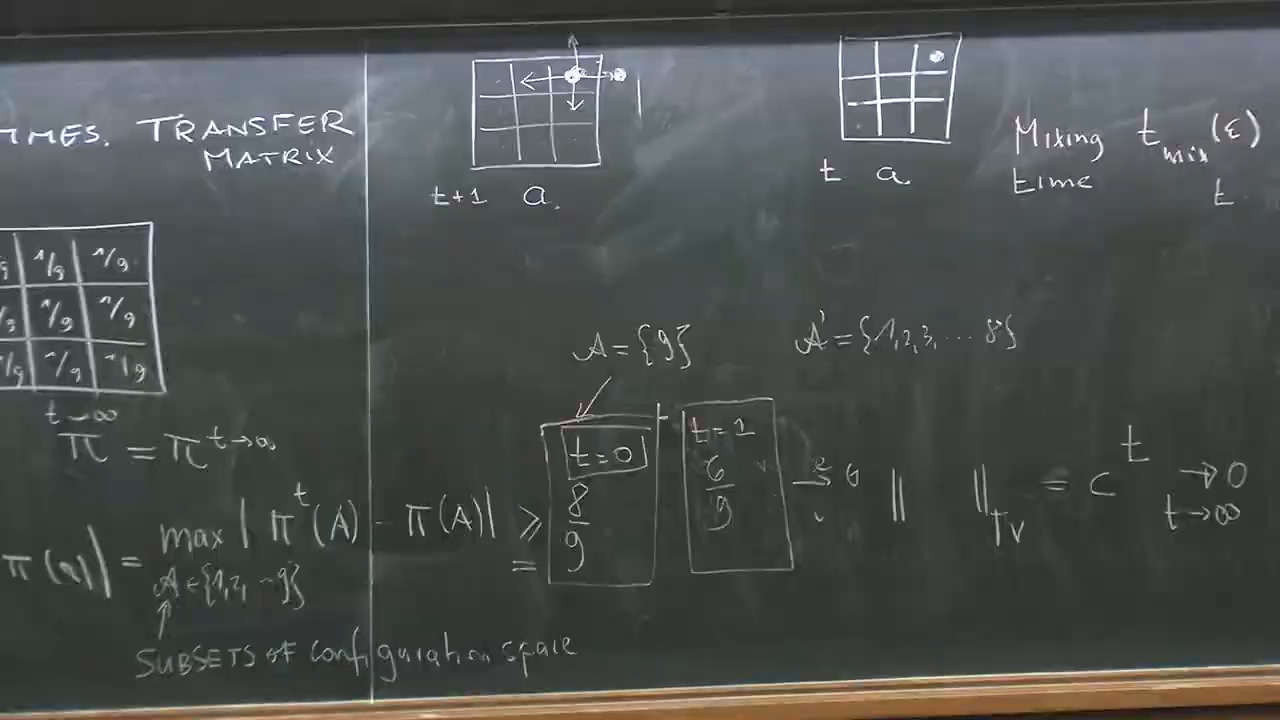 MMES. TRANSFER
MATRIX
t+1 a.
t a.
Mixing t_mix(ε)
time t
1/9 1/9
1/9 1/9
1/9 1/9 1/9
t→∞
π = π^{t→∞}
A = {9}
A' = {1,2,3, ... 8}
t=0
8/9
t=1
6/9
|| ||_TV = c^t → 0
t→∞
π(a)| = max | π^t(A) - π(A)| ≥
=
A ∈ {1,2, ~9}
SUBSETS OF configuration space